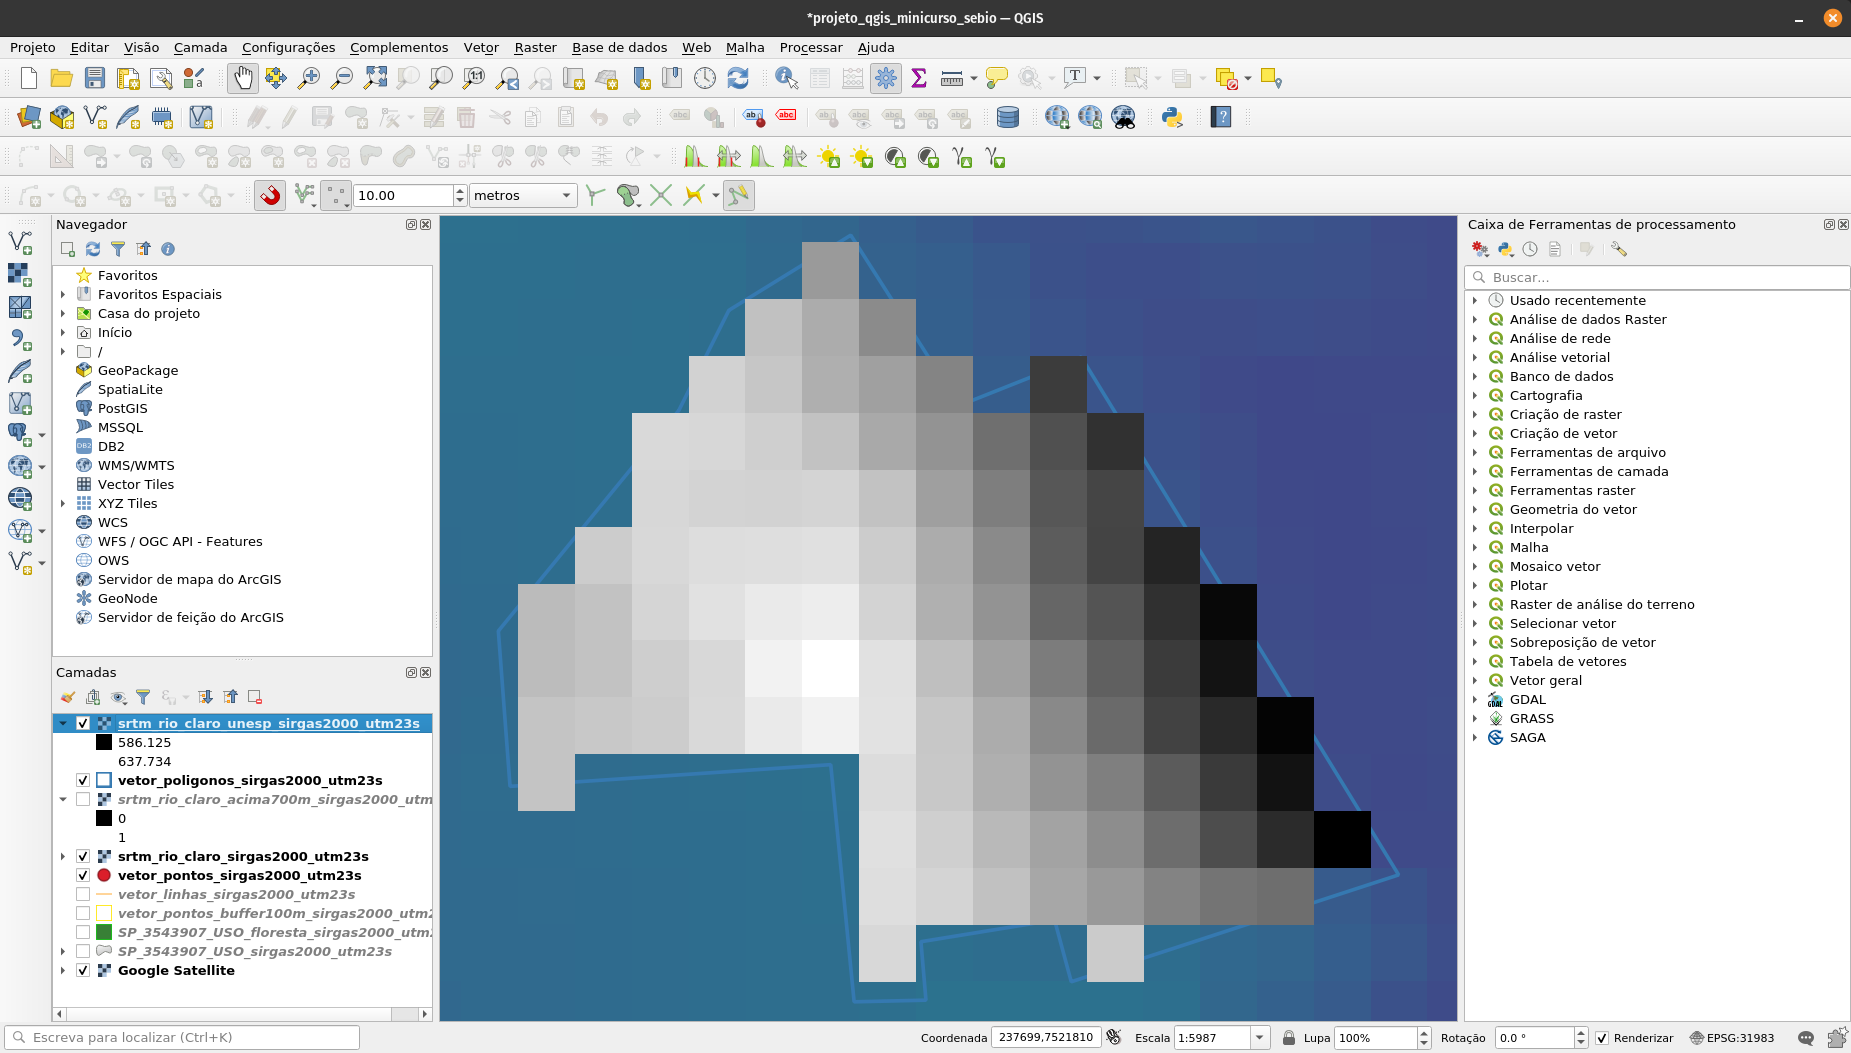 *projeto_qgis_minicurso_sebio — QGIS
Projeto Editar Visão Camada Configurações Complementos Vetor Raster Base de dados Web Malha Processar Ajuda
10.00 metros
Navegador
Favoritos
Favoritos Espaciais
Casa do projeto
Início
/
GeoPackage
SpatiaLite
PostGIS
MSSQL
DB2
WMS/WMTS
Vector Tiles
XYZ Tiles
WCS
WFS / OGC API - Features
OWS
Servidor de mapa do ArcGIS
GeoNode
Servidor de feição do ArcGIS
Camadas
srtm_rio_claro_unesp_sirgas2000_utm23s
586.125
637.734
vetor_poligonos_sirgas2000_utm23s
srtm_rio_claro_acima700m_sirgas2000_utm
0
1
srtm_rio_claro_sirgas2000_utm23s
vetor_pontos_sirgas2000_utm23s
vetor_linhas_sirgas2000_utm23s
vetor_pontos_buffer100m_sirgas2000_utm2
SP_3543907_USO_floresta_sirgas2000_utm
SP_3543907_USO_sirgas2000_utm23s
Google Satellite
Caixa de Ferramentas de processamento
Buscar...
Usado recentemente
Análise de dados Raster
Análise de rede
Análise vetorial
Banco de dados
Cartografia
Criação de raster
Criação de vetor
Ferramentas de arquivo
Ferramentas de camada
Ferramentas raster
Geometria do vetor
Interpolar
Malha
Mosaico vetor
Plotar
Raster de análise do terreno
Selecionar vetor
Sobreposição de vetor
Tabela de vetores
Vetor geral
GDAL
GRASS
SAGA
Escreva para localizar (Ctrl+K) Coordenada 237699,7521810 Escala 1:5987 Lupa 100% Rotação 0.0 ° Renderizar EPSG:31983